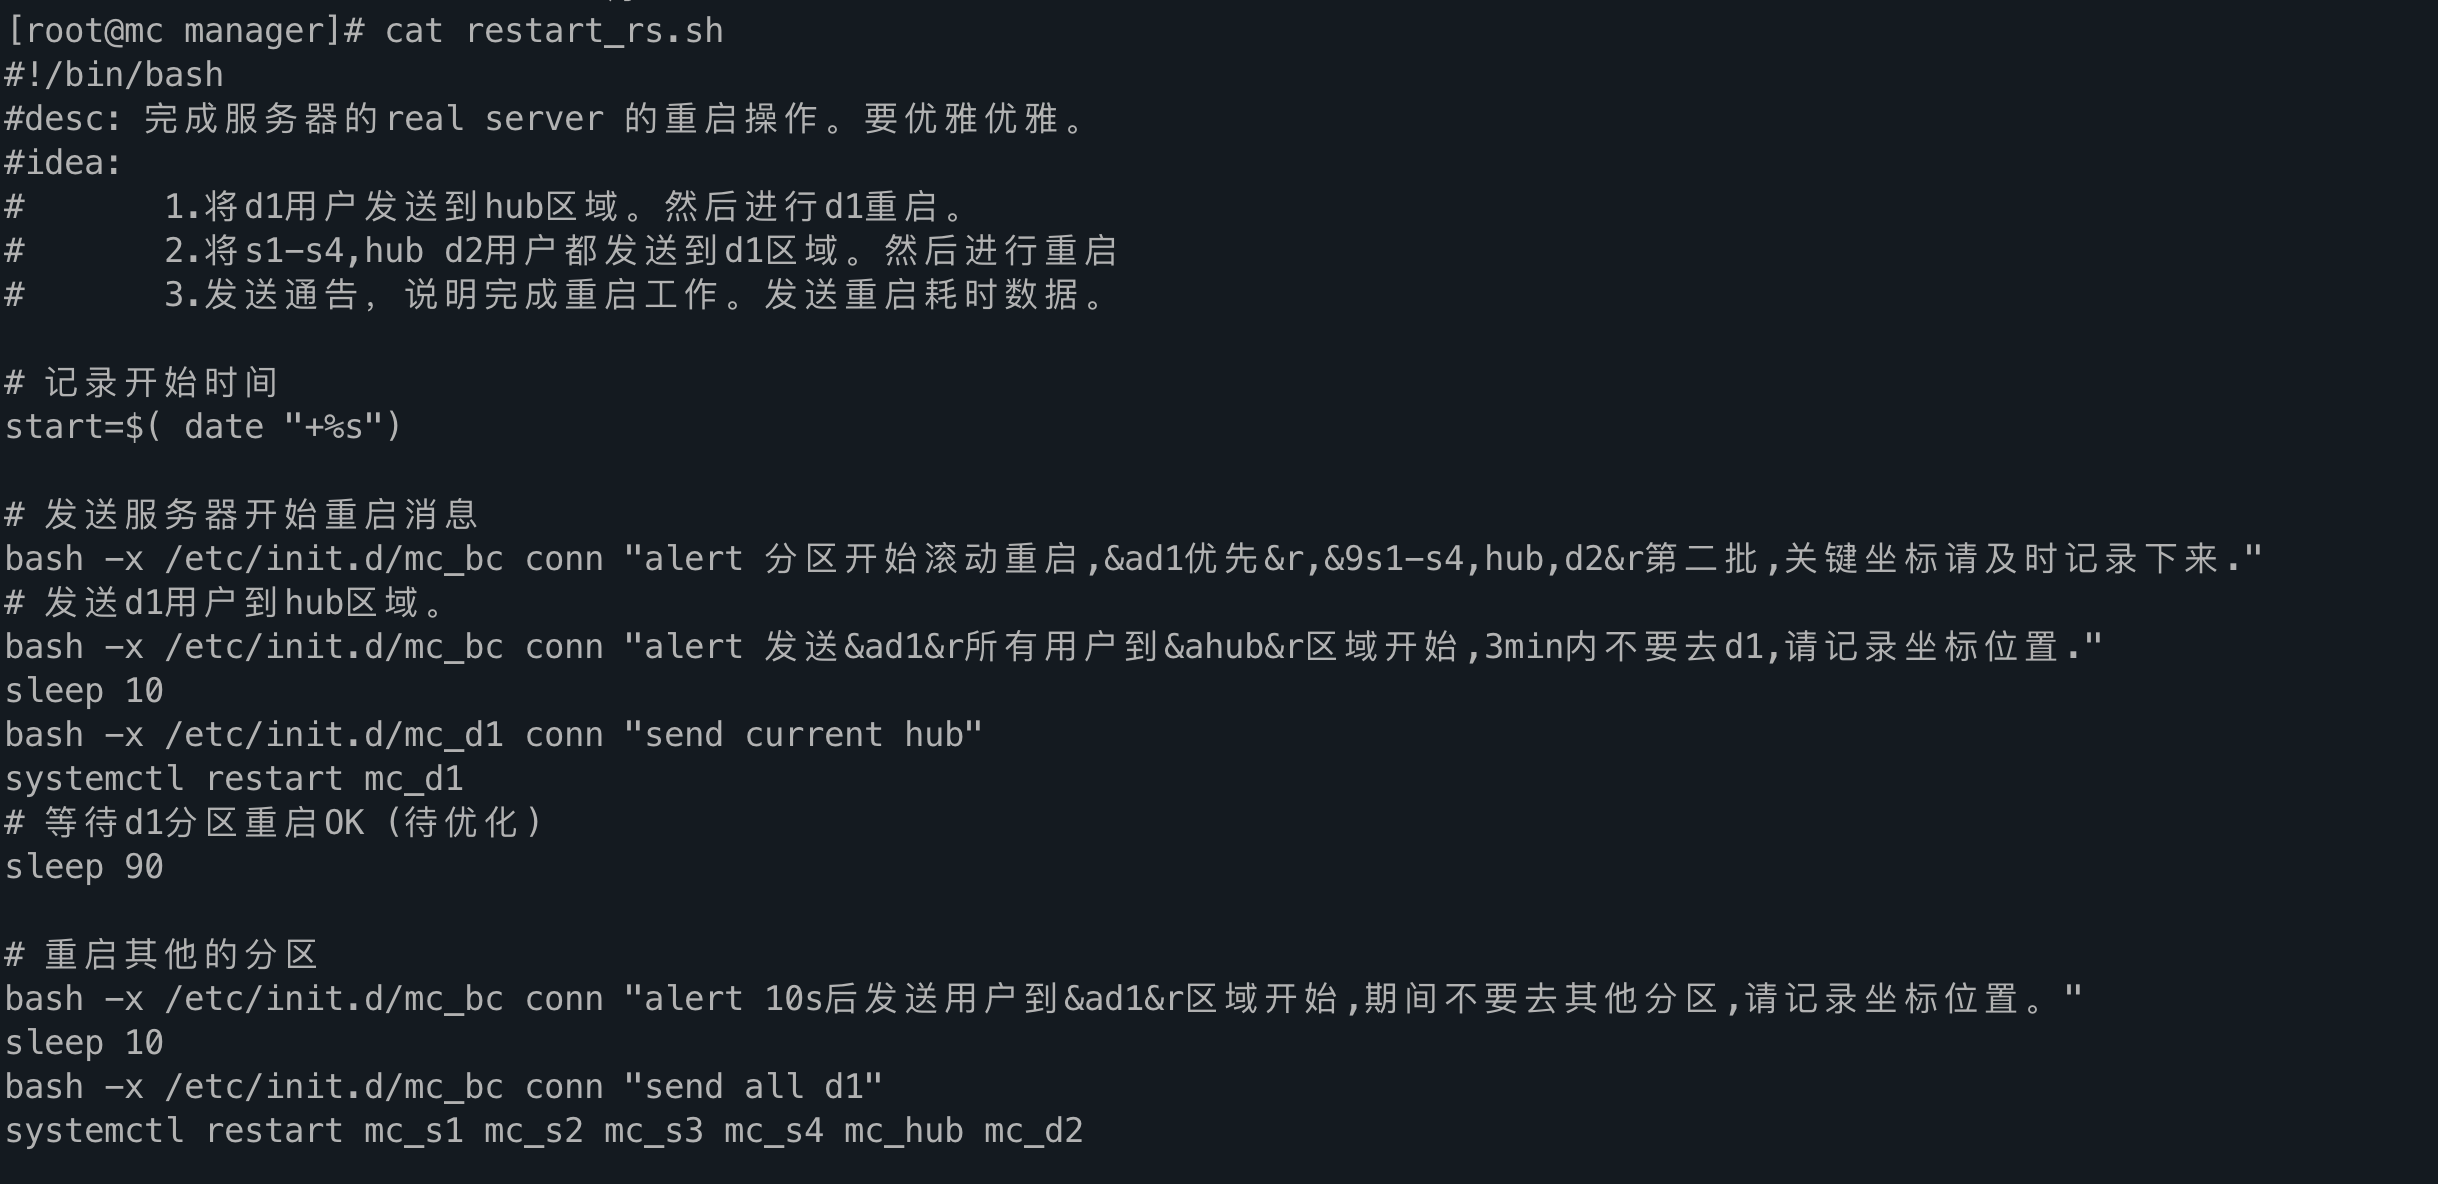 [root@mc manager]# cat restart_rs.sh
#!/bin/bash
#desc: 完成服务器的real server 的重启操作。要优雅优雅。
#idea:
#       1.将d1用户发送到hub区域。然后进行d1重启。
#       2.将s1-s4,hub d2用户都发送到d1区域。然后进行重启
#       3.发送通告，说明完成重启工作。发送重启耗时数据。

# 记录开始时间
start=$( date "+%s")

# 发送服务器开始重启消息
bash -x /etc/init.d/mc_bc conn "alert 分区开始滚动重启,&ad1优先&r,&9s1-s4,hub,d2&r第二批,关键坐标请及时记录下来."
# 发送d1用户到hub区域。
bash -x /etc/init.d/mc_bc conn "alert 发送&ad1&r所有用户到&ahub&r区域开始,3min内不要去d1,请记录坐标位置."
sleep 10
bash -x /etc/init.d/mc_d1 conn "send current hub"
systemctl restart mc_d1
# 等待d1分区重启OK (待优化)
sleep 90

# 重启其他的分区
bash -x /etc/init.d/mc_bc conn "alert 10s后发送用户到&ad1&r区域开始,期间不要去其他分区,请记录坐标位置。"
sleep 10
bash -x /etc/init.d/mc_bc conn "send all d1"
systemctl restart mc_s1 mc_s2 mc_s3 mc_s4 mc_hub mc_d2